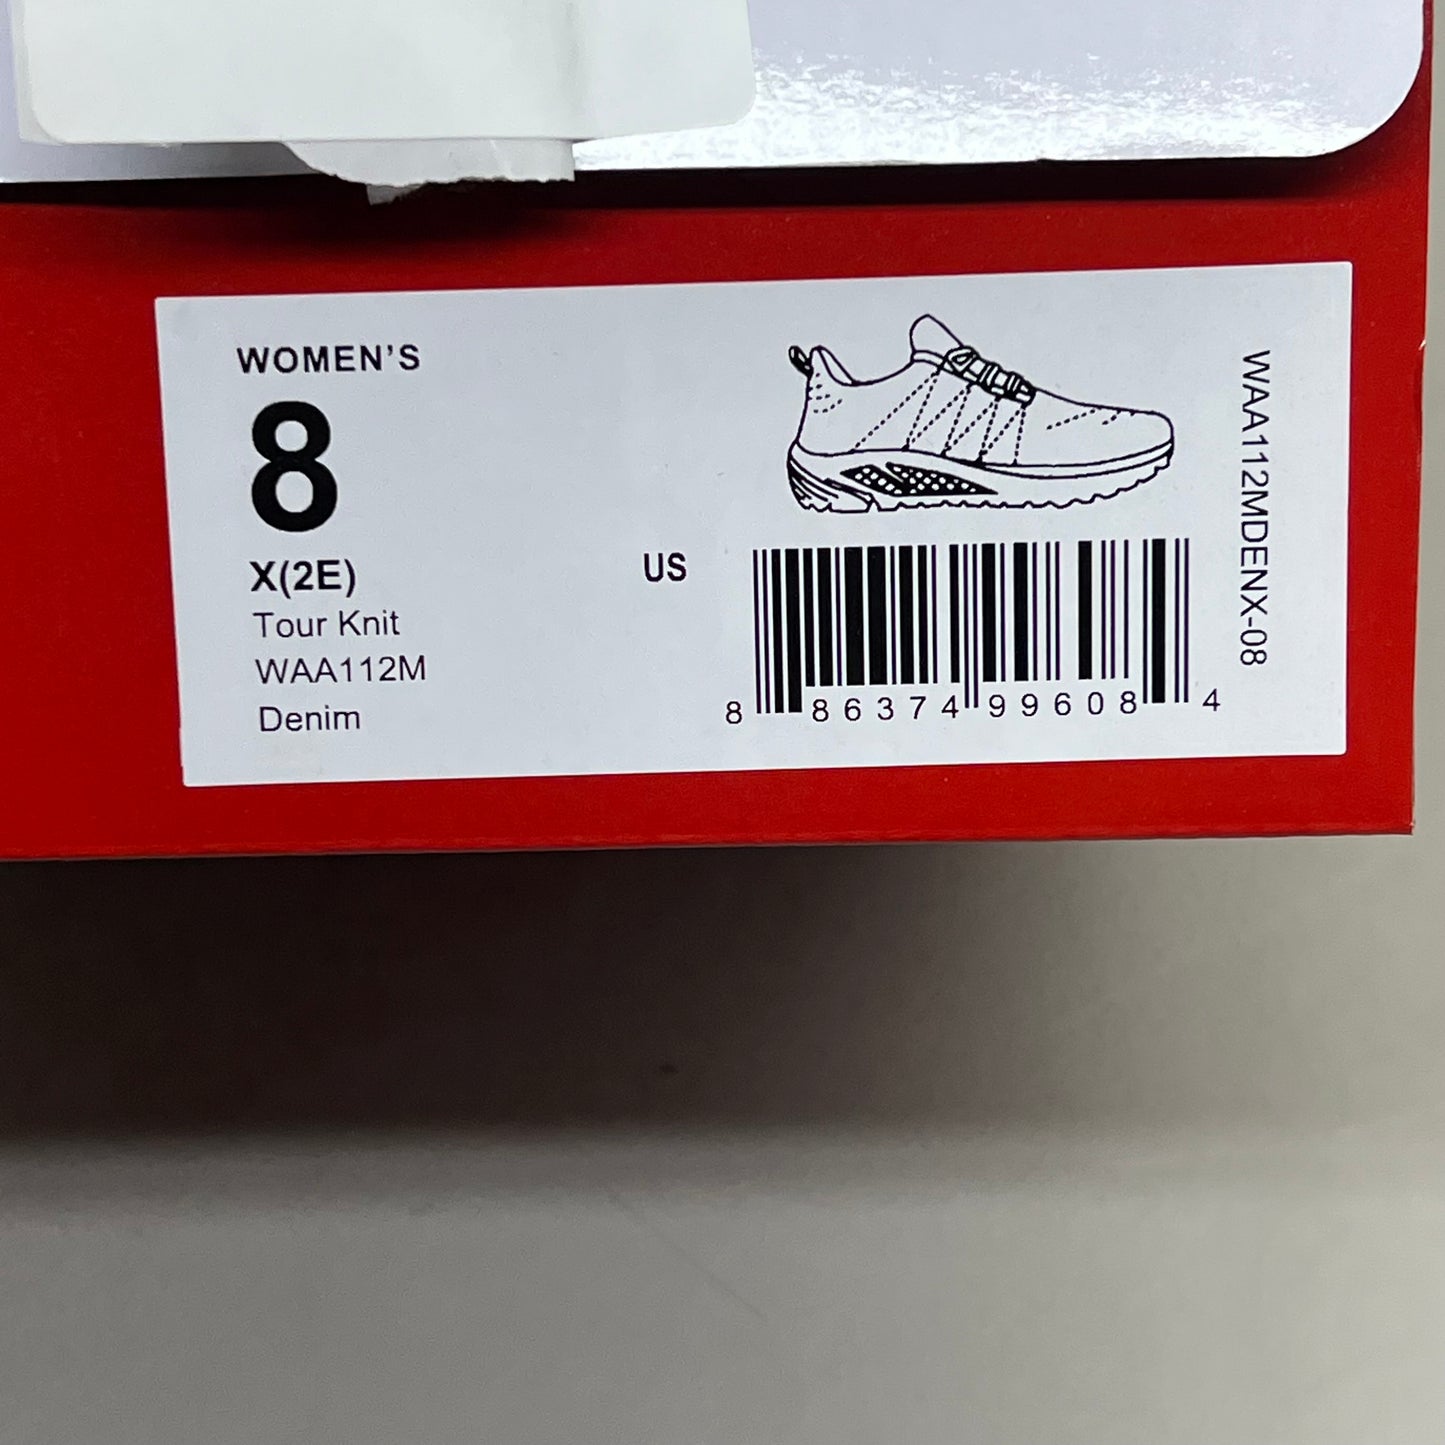 WOMEN'S
8
X(2E)
US
Tour Knit
WAA112M
Denim
8 86374 99608 4
WAA112MDENX-08